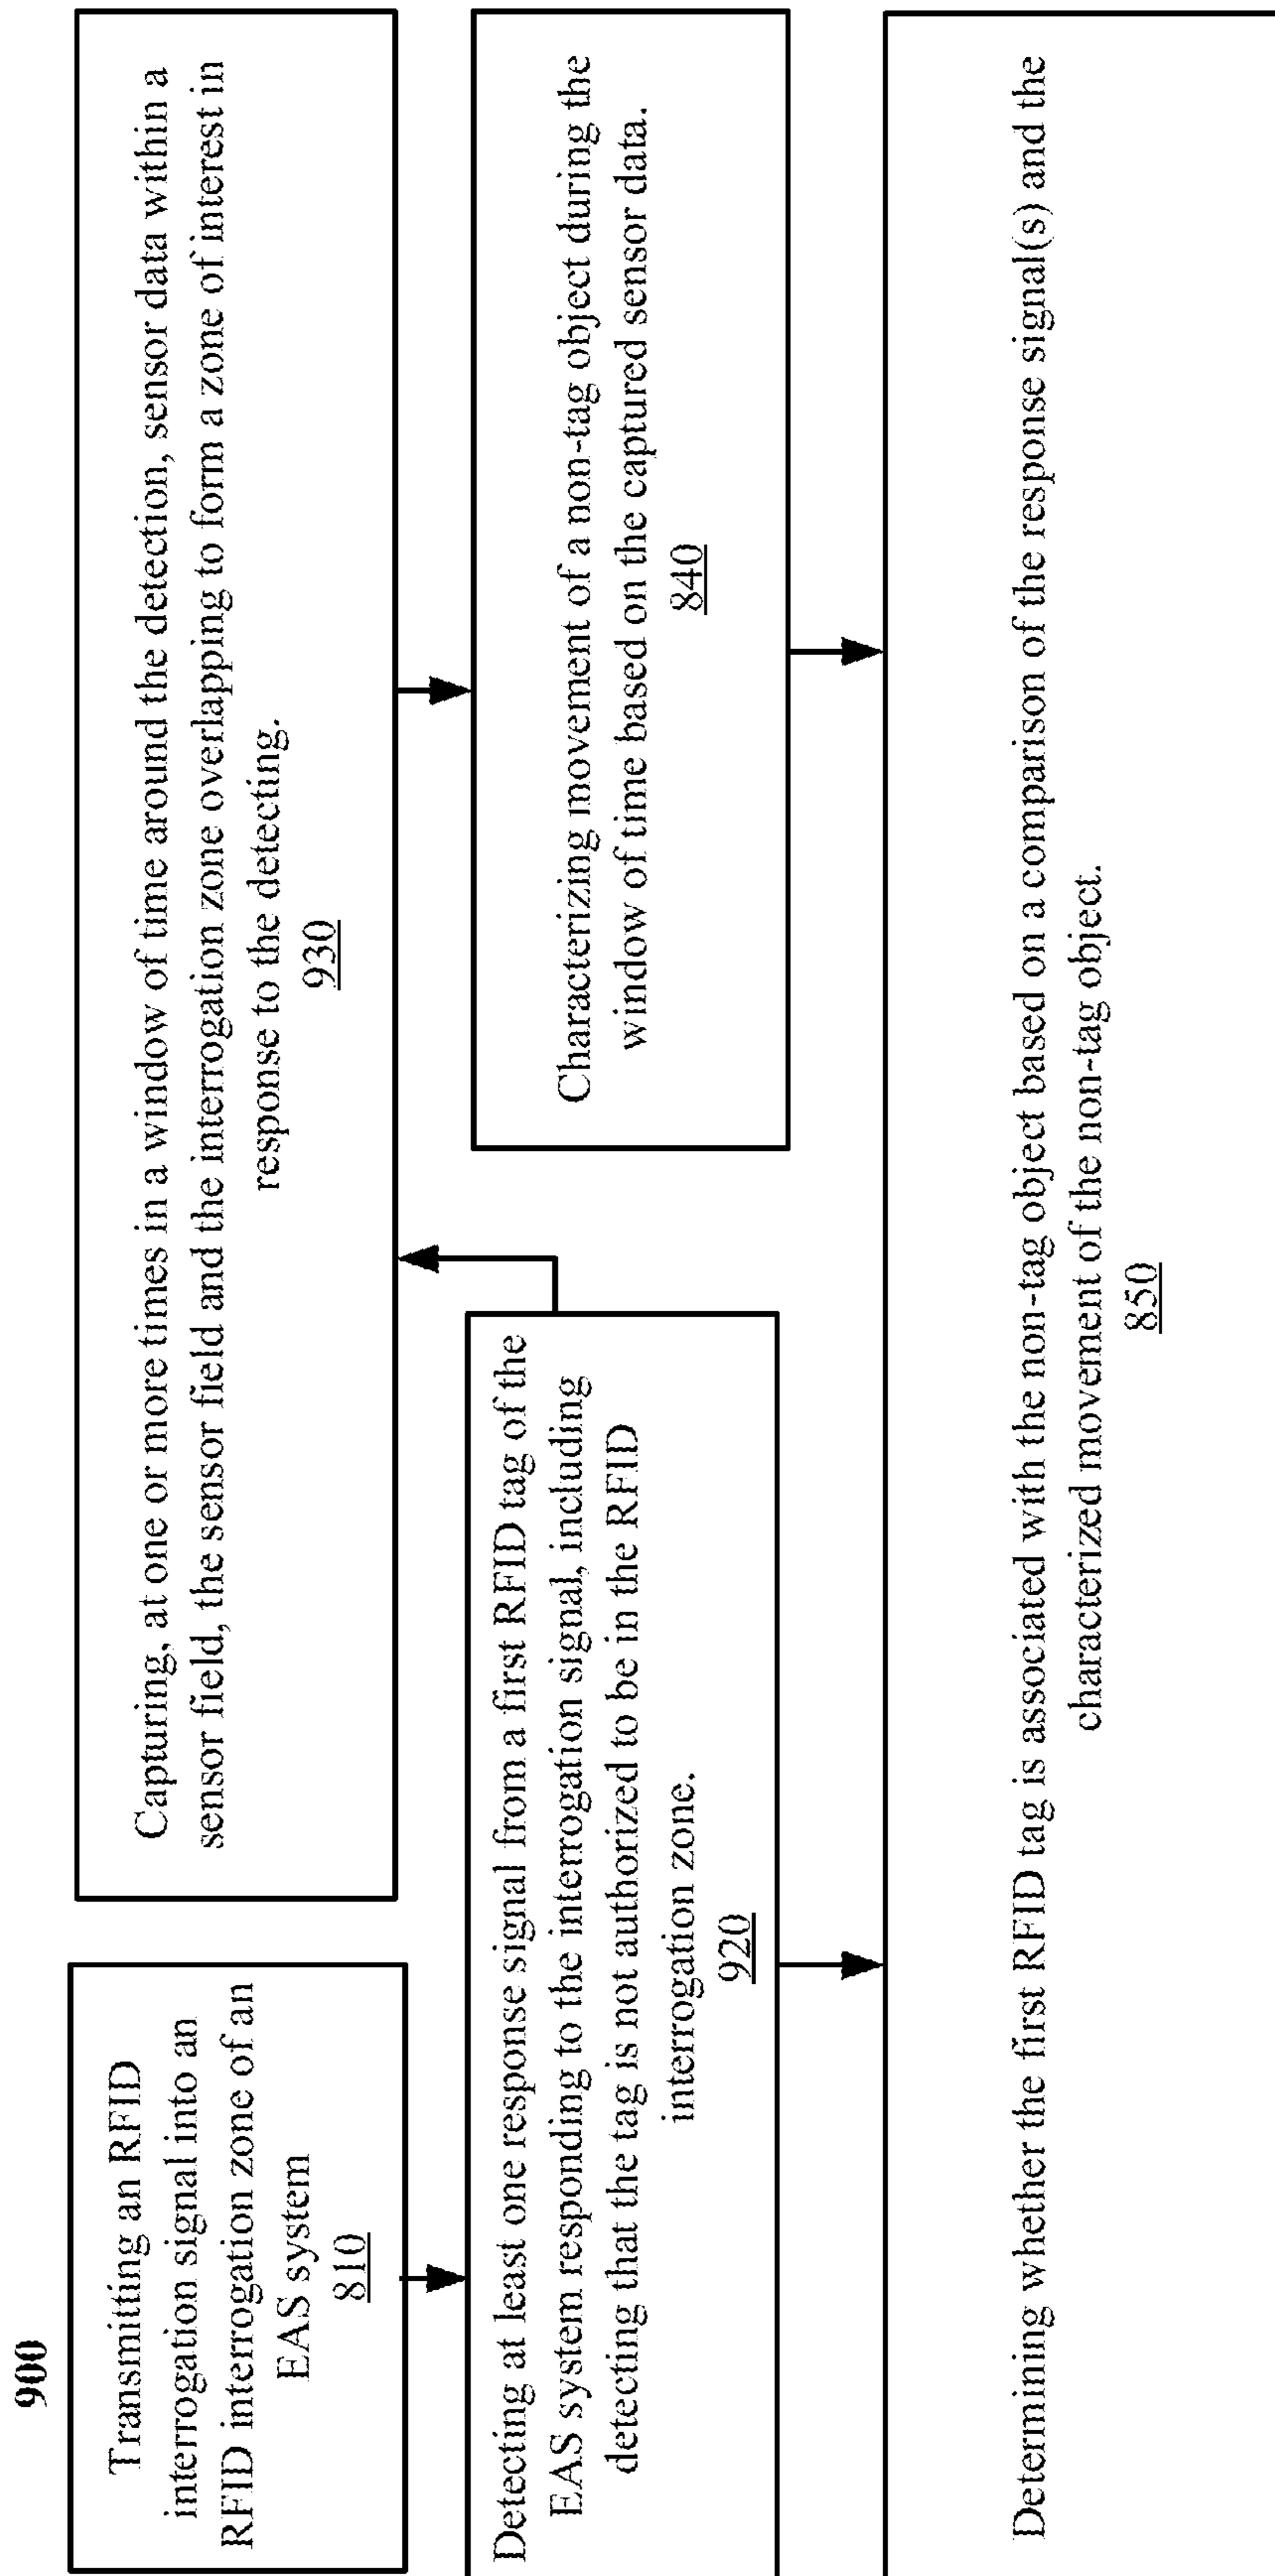 900
Transmitting an RFID
interrogation signal into an
RFID interrogation zone of an
EAS system
810
Capturing, at one or more times in a window of time around the detection, sensor data within a
sensor field, the sensor field and the interrogation zone overlapping to form a zone of interest in
response to the detecting.
930
Detecting at least one response signal from a first RFID tag of the
EAS system responding to the interrogation signal, including
detecting that the tag is not authorized to be in the RFID
interrogation zone.
920
Characterizing movement of a non-tag object during the
window of time based on the captured sensor data.
840
Determining whether the first RFID tag is associated with the non-tag object based on a comparison of the response signal(s) and the
characterized movement of the non-tag object.
850